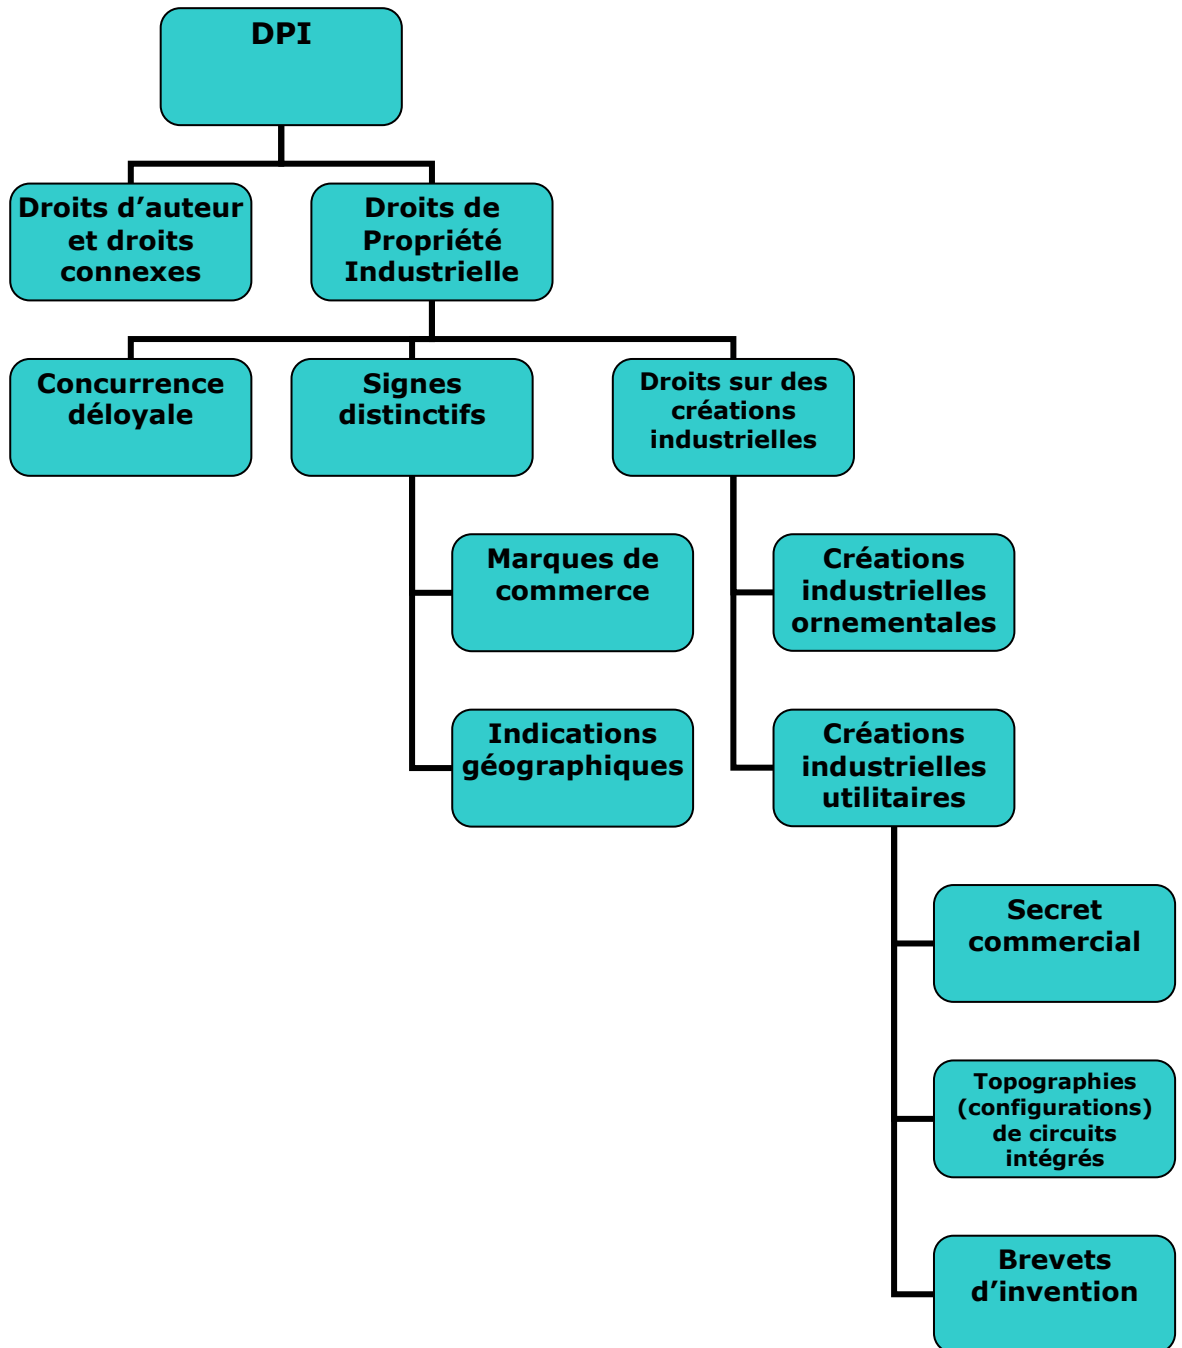 DPI
Droits d’auteur
et droits
connexes
Droits de
Propriété
Industrielle
Concurrence
déloyale
Signes
distinctifs
Droits sur des
créations
industrielles
Marques de
commerce
Créations
industrielles
ornementales
Indications
géographiques
Créations
industrielles
utilitaires
Secret
commercial
Topographies
(configurations)
de circuits
intégrés
Brevets
d’invention